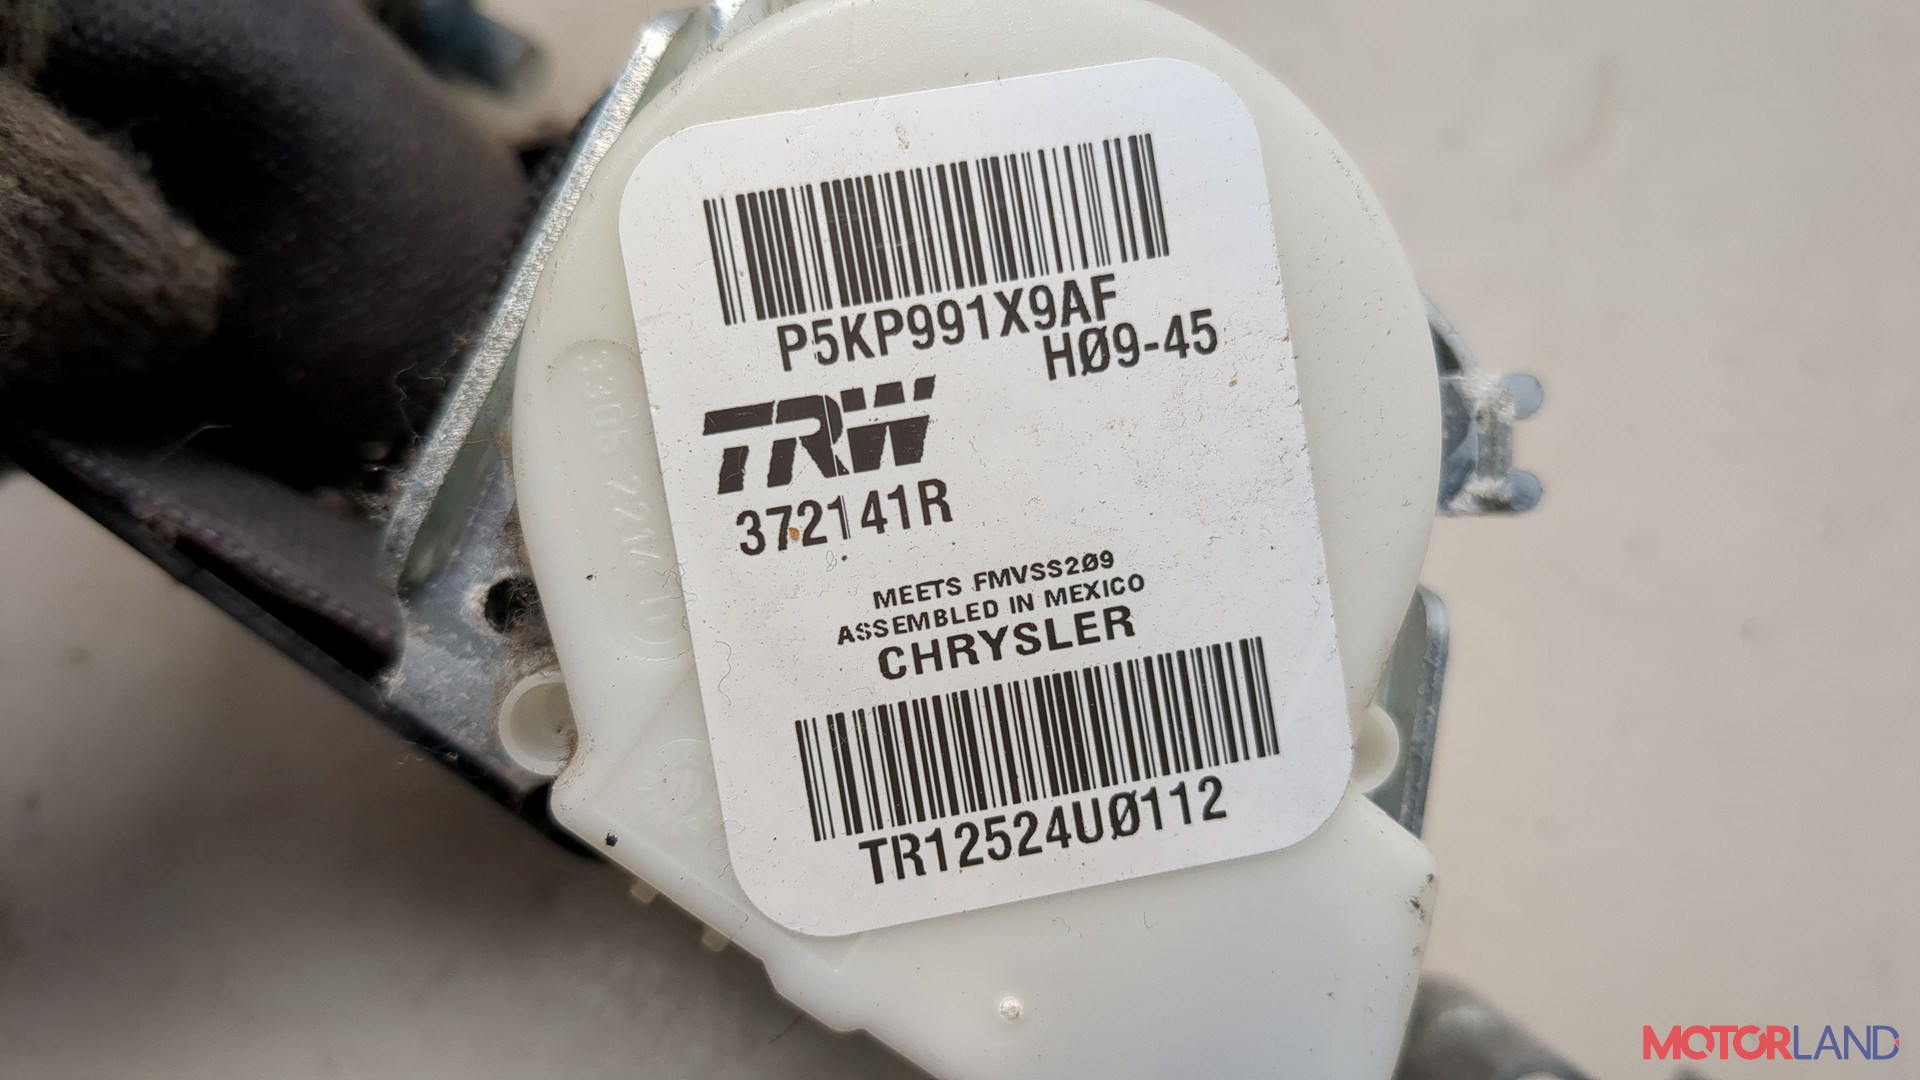 P5KP991X9AF
HØ9-45
TRW
372141R
MEETS FMVSS2Ø9
ASSEMBLED IN MEXICO
CHRYSLER
TR12524UØ112
MOTORLAND